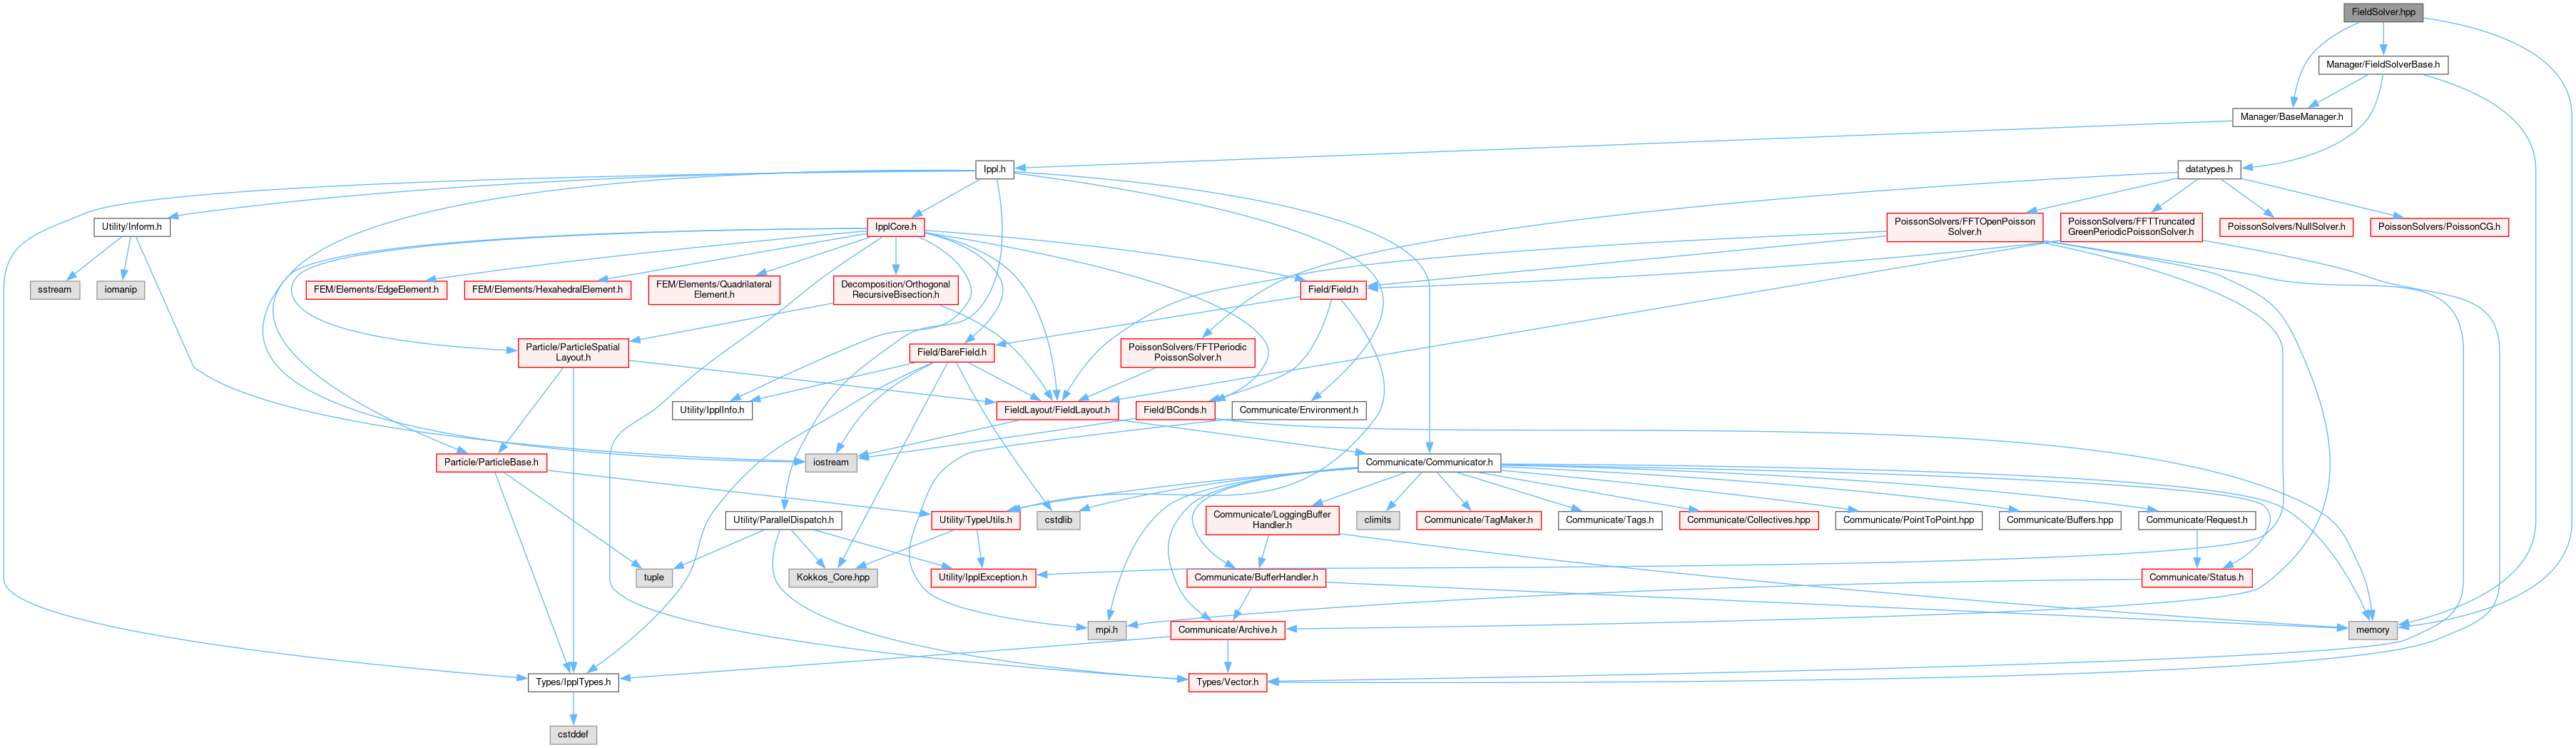 FieldSolver.hpp
Manager/FieldSolverBase.h
Manager/BaseManager.h
Ippl.h
datatypes.h
Utility/Inform.h
IpplCore.h
PoissonSolvers/FFTOpenPoisson
Solver.h
PoissonSolvers/FFTTruncated
GreenPeriodicPoissonSolver.h
PoissonSolvers/NullSolver.h
PoissonSolvers/PoissonCG.h
sstream
iomanip
FEM/Elements/EdgeElement.h
FEM/Elements/HexahedralElement.h
FEM/Elements/Quadrilateral
Element.h
Decomposition/Orthogonal
RecursiveBisection.h
Field/Field.h
Particle/ParticleSpatial
Layout.h
Field/BareField.h
PoissonSolvers/FFTPeriodic
PoissonSolver.h
Utility/IpplInfo.h
FieldLayout/FieldLayout.h
Field/BConds.h
Communicate/Environment.h
Particle/ParticleBase.h
iostream
Communicate/Communicator.h
Utility/ParallelDispatch.h
Utility/TypeUtils.h
cstdlib
Communicate/LoggingBuffer
Handler.h
climits
Communicate/TagMaker.h
Communicate/Tags.h
Communicate/Collectives.hpp
Communicate/PointToPoint.hpp
Communicate/Buffers.hpp
Communicate/Request.h
tuple
Kokkos_Core.hpp
Utility/IpplException.h
Communicate/BufferHandler.h
Communicate/Status.h
mpi.h
Communicate/Archive.h
memory
Types/IpplTypes.h
Types/Vector.h
cstddef